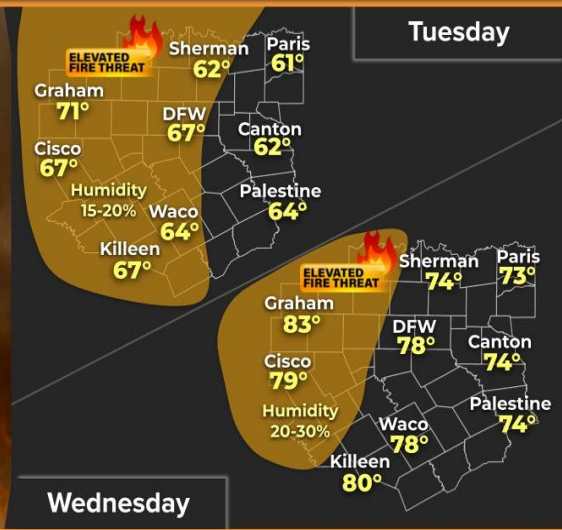 Tuesday
ELEVATED
FIRE THREAT
Sherman
62°
Paris
61°
Graham
71°
DFW
67°
Canton
62°
Cisco
67°
Humidity
15-20%
Palestine
64°
Waco
64°
Killeen
67°
ELEVATED
FIRE THREAT
Sherman
74°
Paris
73°
Graham
83°
DFW
78°
Canton
74°
Cisco
79°
Humidity
20-30%
Palestine
74°
Waco
78°
Killeen
80°
Wednesday